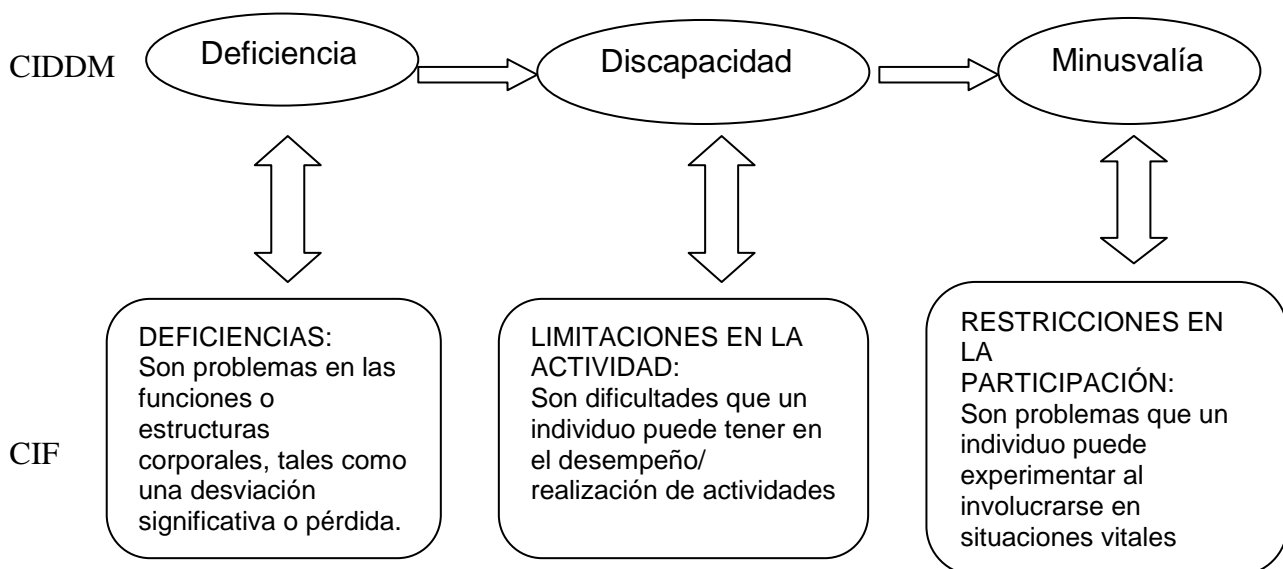 CIDDM
Deficiencia
Discapacidad
Minusvalía
CIF
DEFICIENCIAS:
Son problemas en las
funciones o
estructuras
corporales, tales como
una desviación
significativa o pérdida.
LIMITACIONES EN LA
ACTIVIDAD:
Son dificultades que un
individuo puede tener en
el desempeño/
realización de actividades
RESTRICCIONES EN
LA
PARTICIPACIÓN:
Son problemas que un
individuo puede
experimentar al
involucrarse en
situaciones vitales